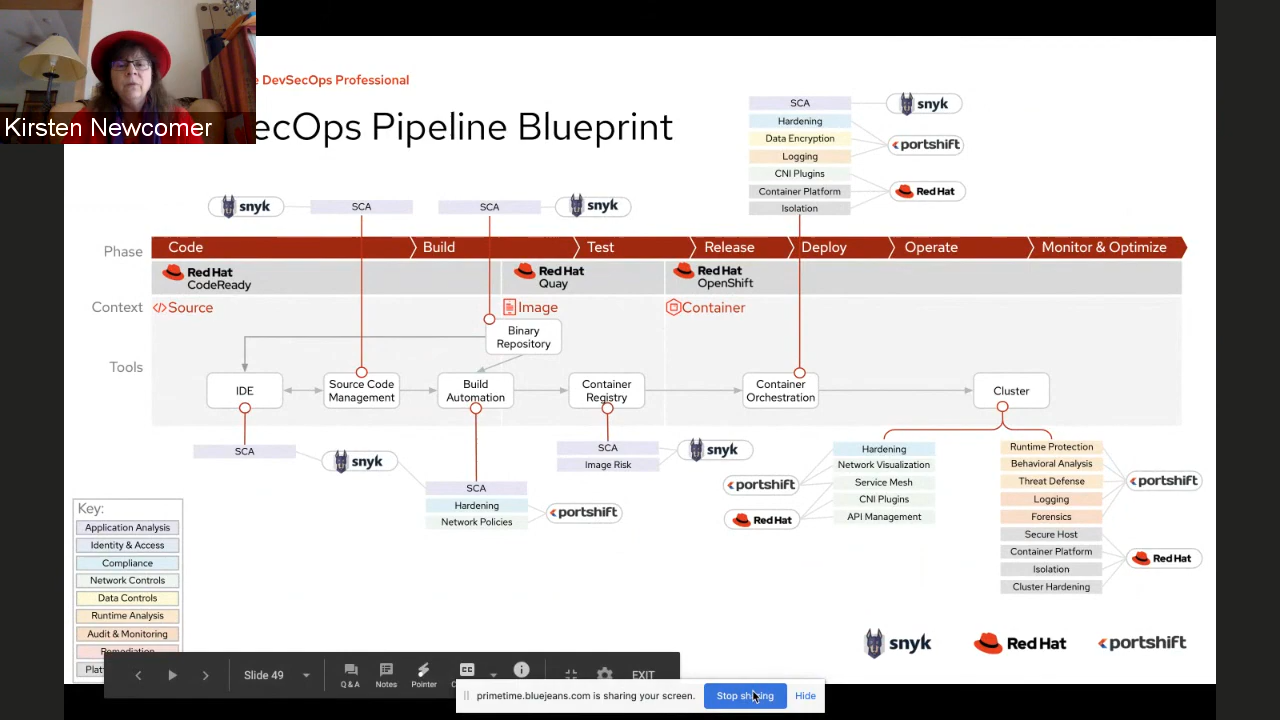 Kirsten Newcomer
e DevSecOps Professional
ecOps Pipeline Blueprint
SCA
snyk
Hardening
Data Encryption
Logging
portshift
CNI Plugins
Container Platform
Isolation
Red Hat
snyk
SCA
SCA
snyk
Phase
Code
Build
Test
Release
Deploy
Operate
Monitor & Optimize
Red Hat
CodeReady
Red Hat
Quay
Red Hat
OpenShift
Context
Source
Image
Container
Tools
Binary
Repository
IDE
Source Code
Management
Build
Automation
Container
Registry
Container
Orchestration
Cluster
SCA
snyk
SCA
Hardening
Network Policies
portshift
SCA
Image Risk
snyk
portshift
Red Hat
Hardening
Network Visualization
Service Mesh
CNI Plugins
API Management
Runtime Protection
Behavioral Analysis
Threat Defense
Logging
Forensics
Secure Host
Container Platform
Isolation
Cluster Hardening
portshift
Red Hat
Key:
Application Analysis
Identity & Access
Compliance
Network Controls
Data Controls
Runtime Analysis
Audit & Monitoring
Remediation
snyk
Red Hat
portshift
Slide 49
Q & A
Notes
Pointer
CC
EXIT
primetime.bluejeans.com is sharing your screen.
Stop sharing
Hide